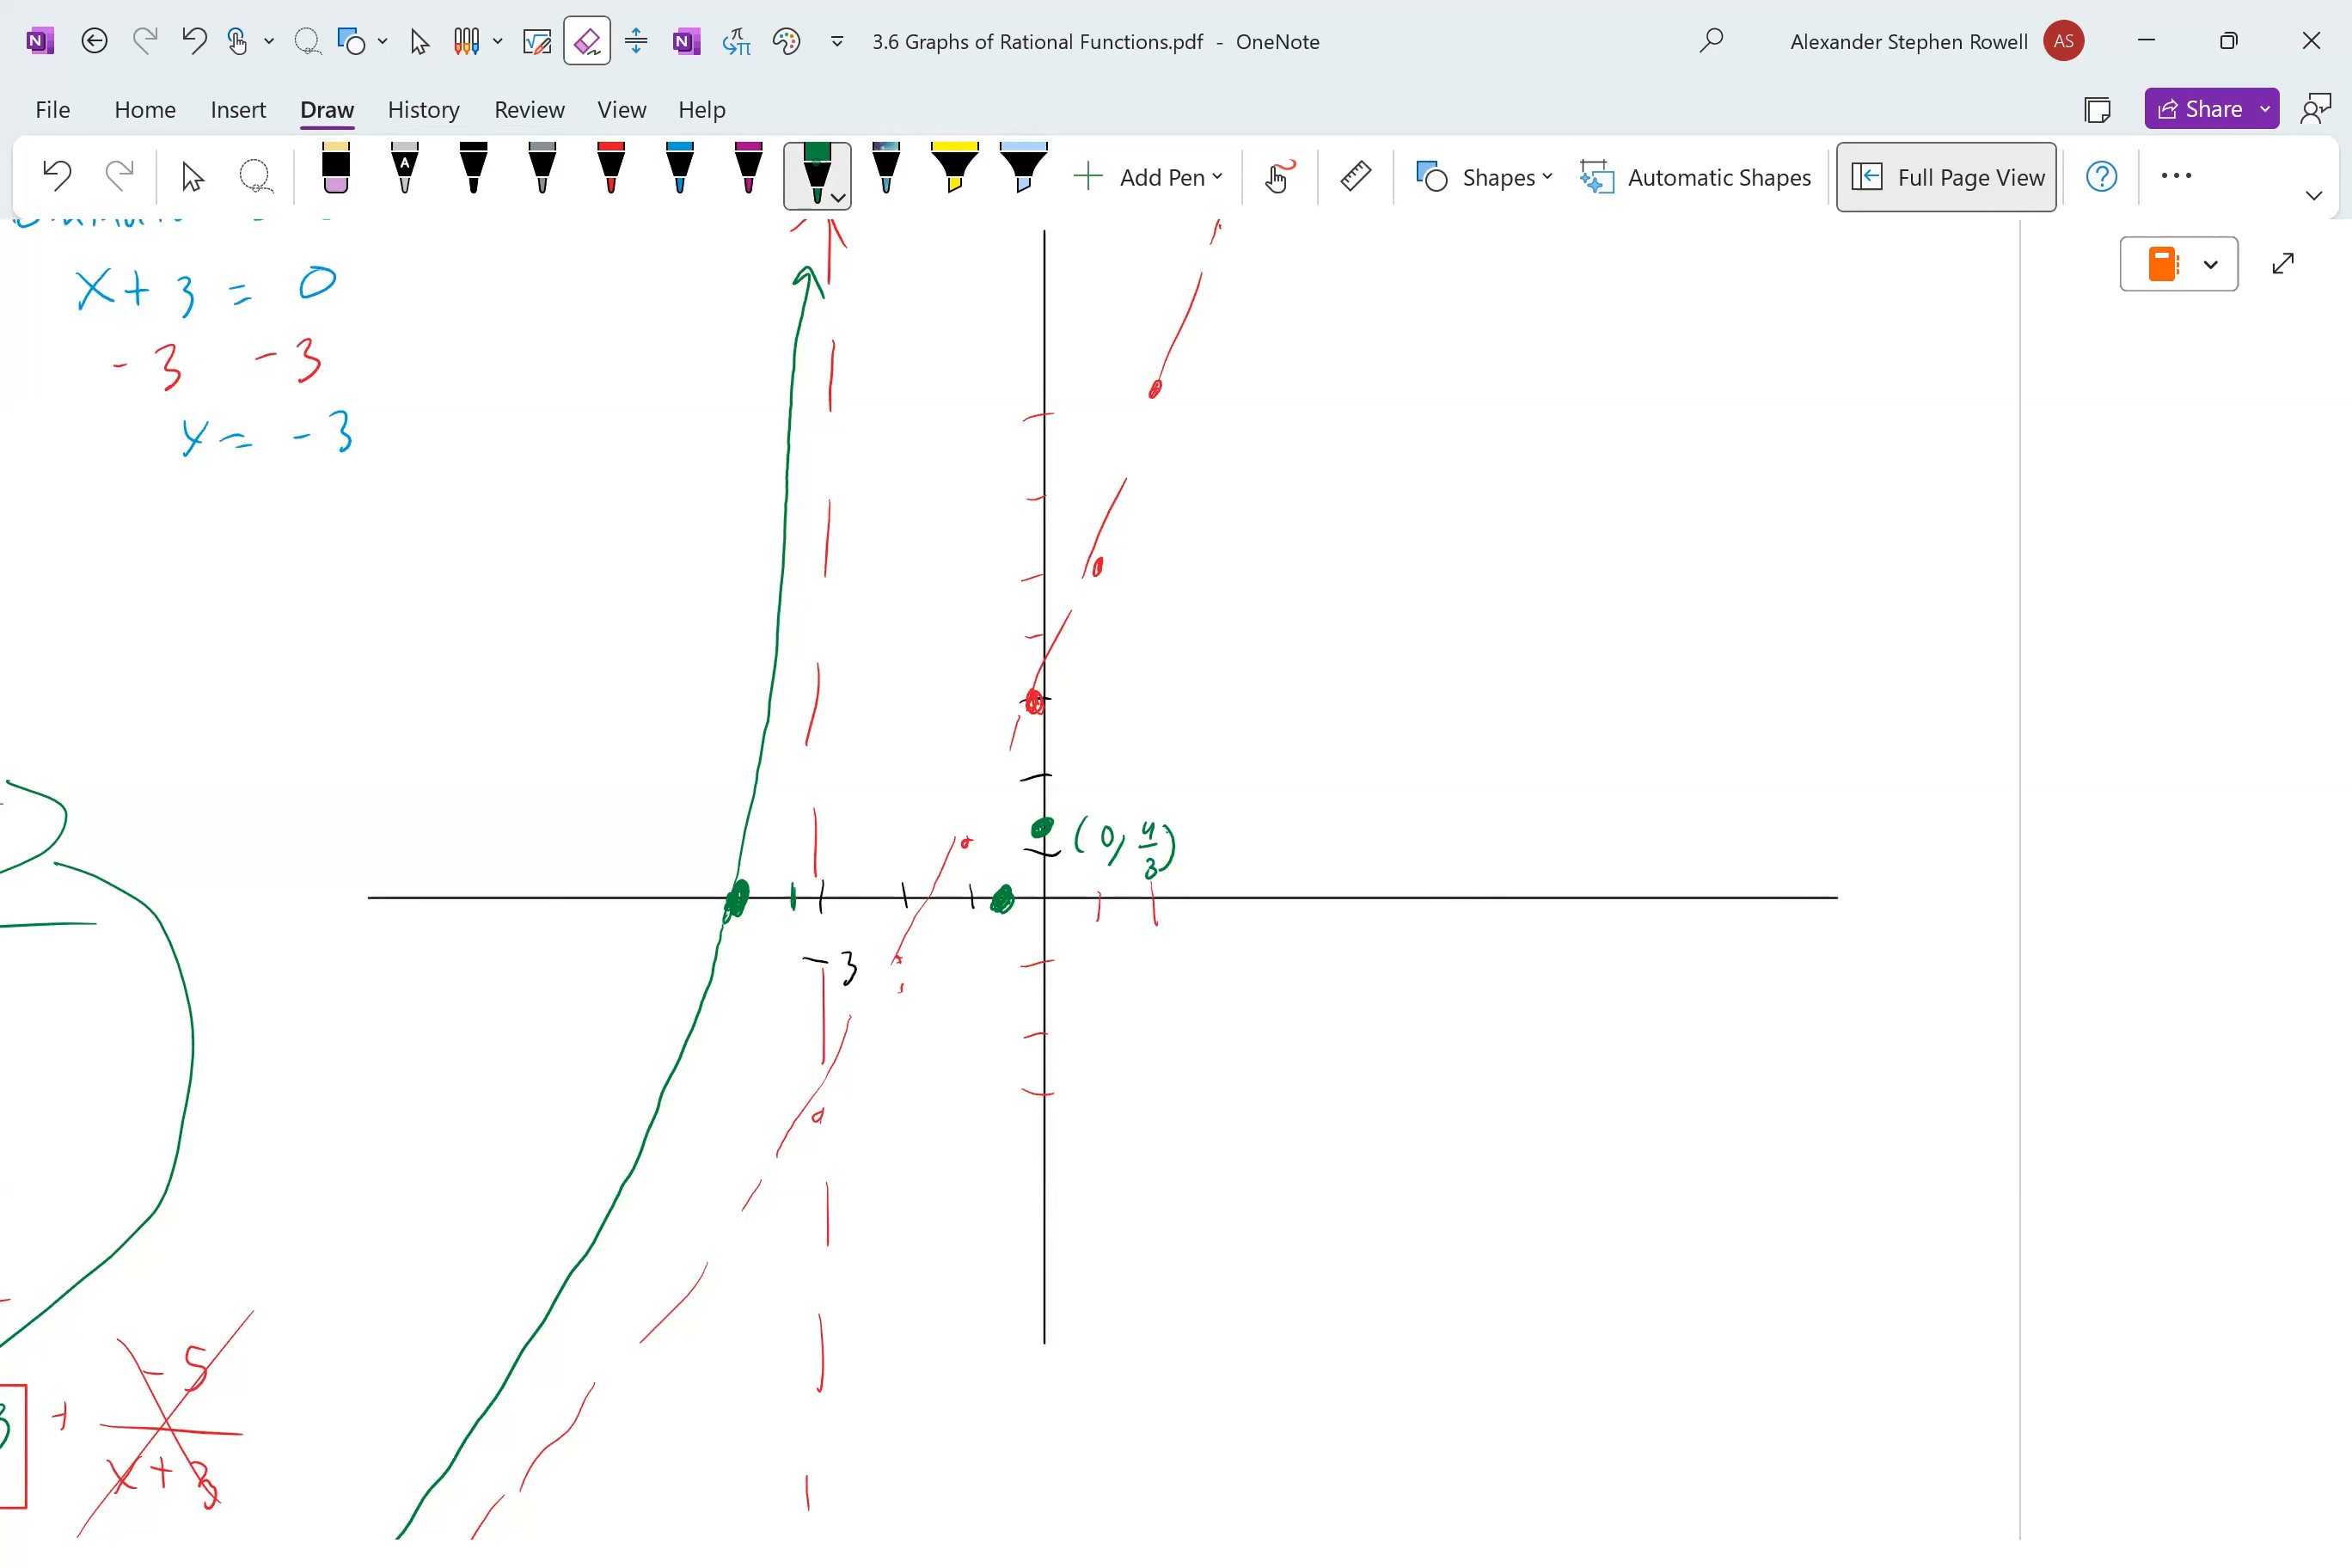 3.6 Graphs of Rational Functions.pdf - OneNote
Alexander Stephen Rowell AS
File Home Insert Draw History Review View Help
Share
A
Add Pen
Shapes
Automatic Shapes
Full Page View
x + 3 = 0
- 3 - 3
x = - 3
(0, 4/3)
- 3
- 5
3 +
x + 3